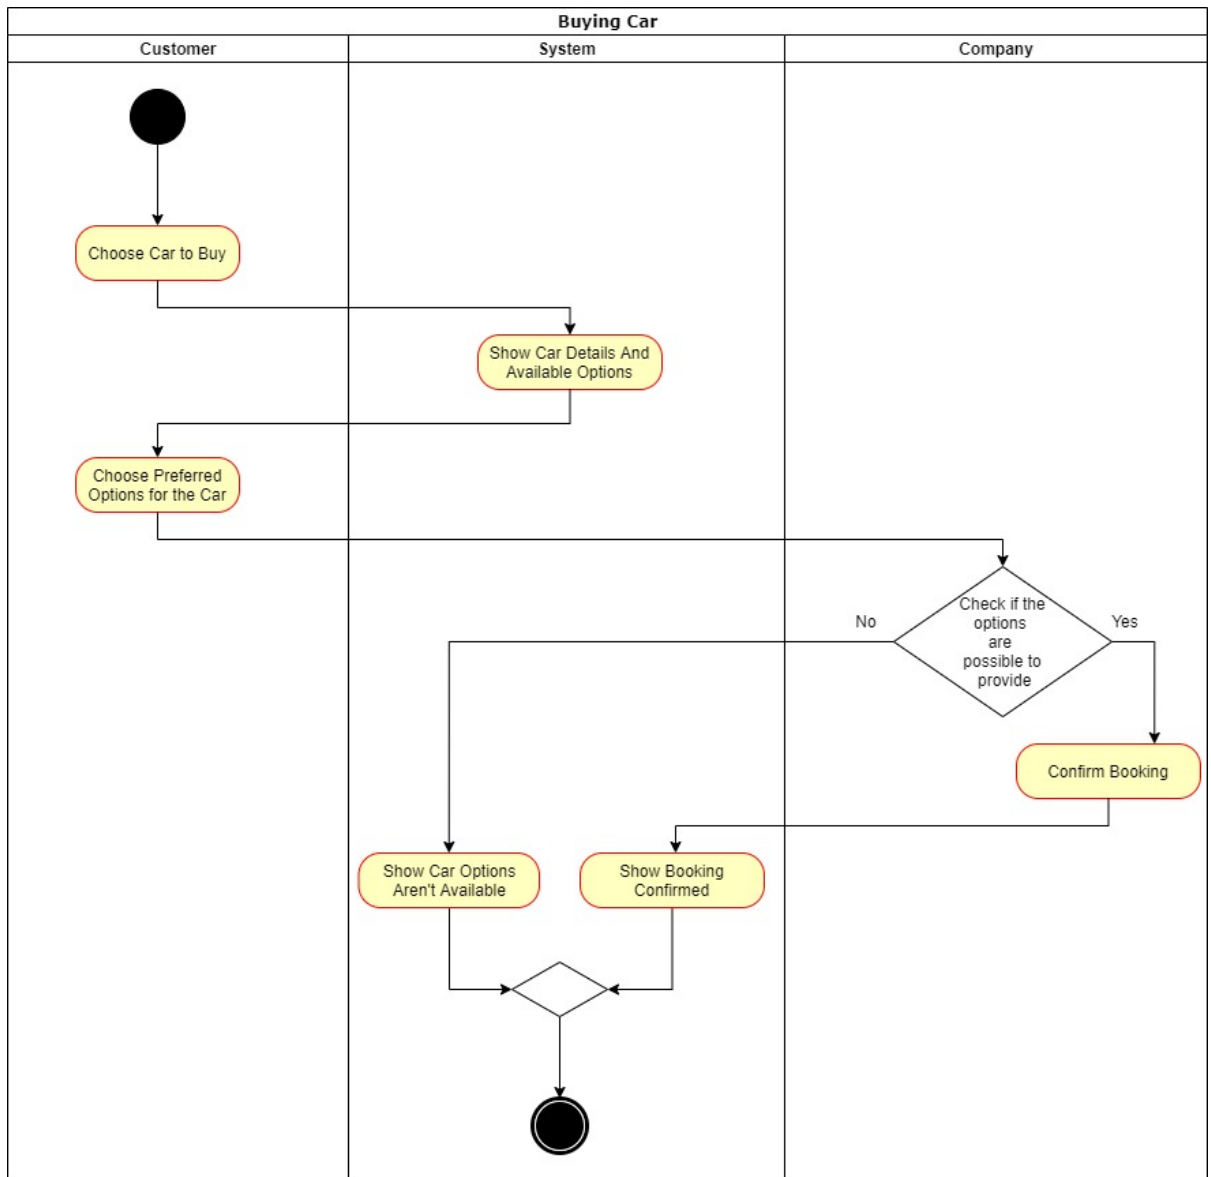 Buying Car
Customer
System
Company
Choose Car to Buy
Show Car Details And
Available Options
Choose Preferred
Options for the Car
Check if the
options
are
possible to
provide
No
Yes
Confirm Booking
Show Car Options
Aren't Available
Show Booking
Confirmed